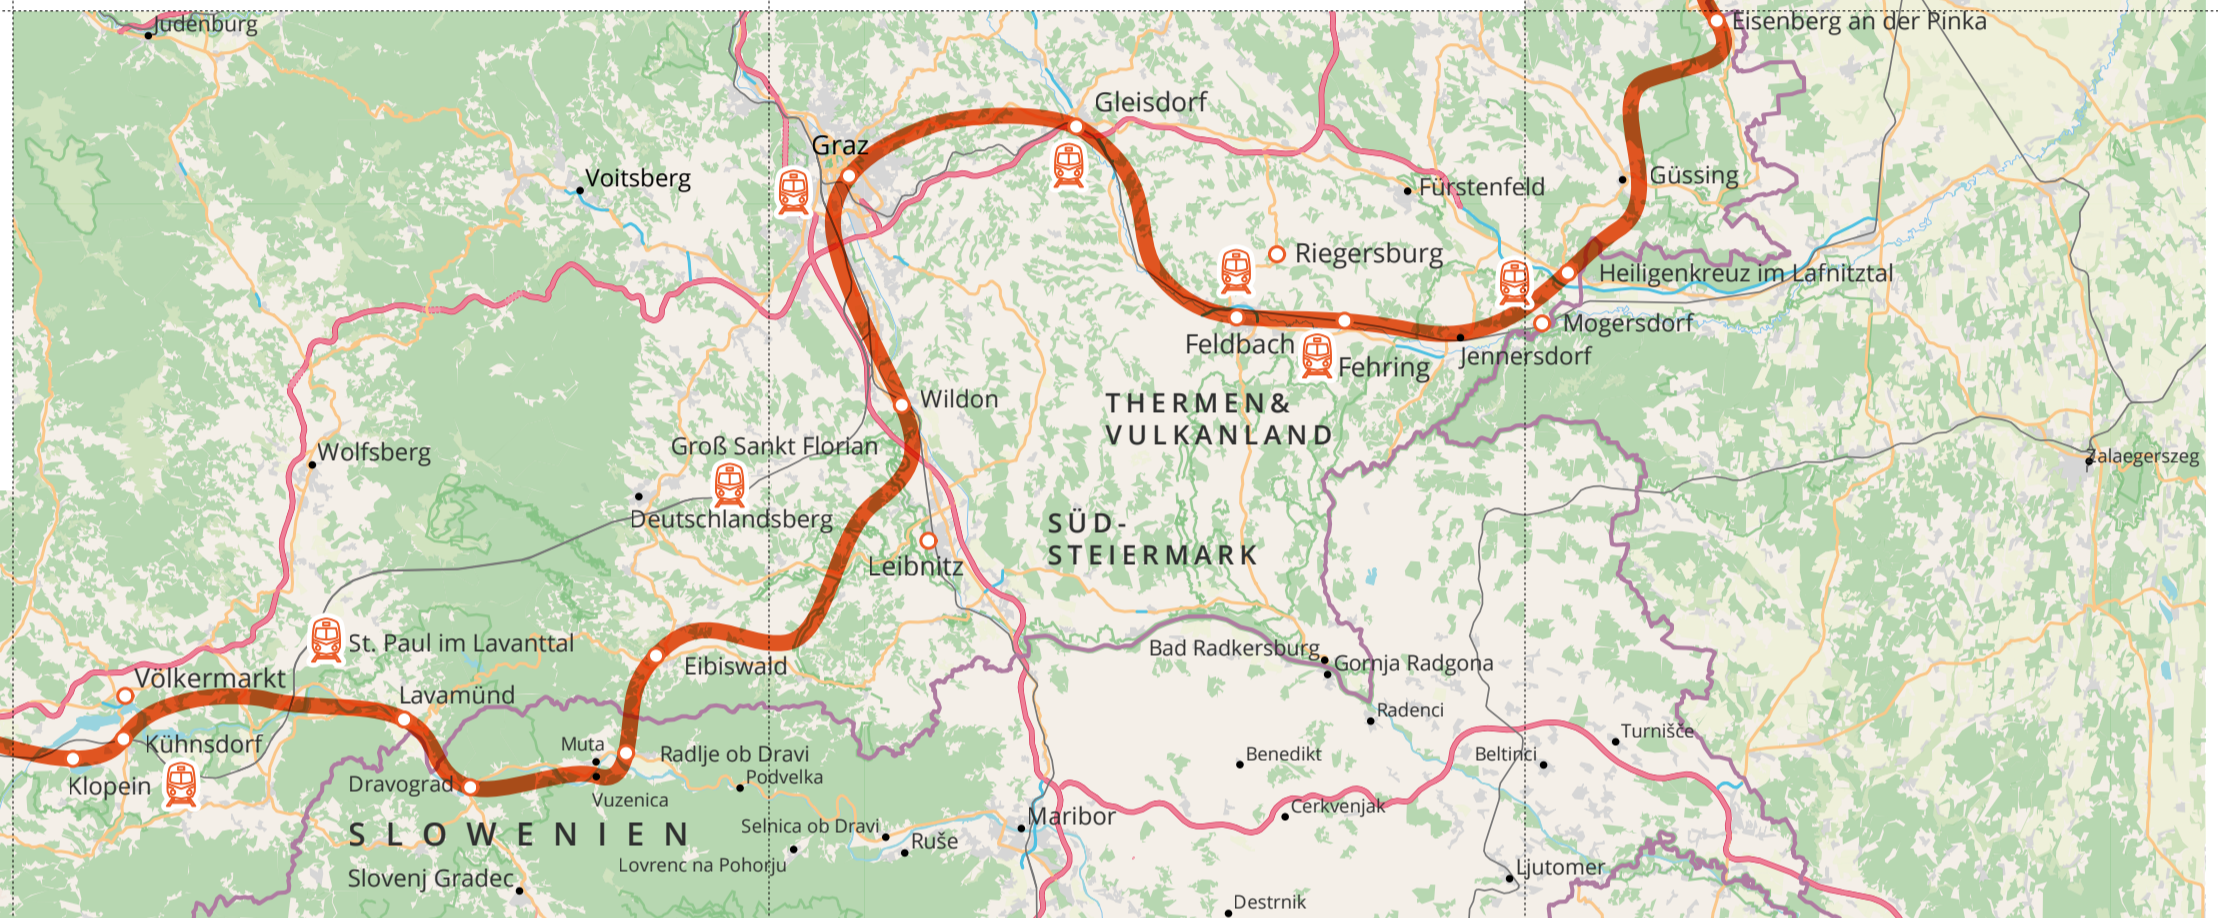 Judenburg
Eisenberg an der Pinka
Gleisdorf
Graz
Voitsberg
Güssing
Fürstenfeld
Riegersburg
Heiligenkreuz im Lafnitztal
Mogersdorf
Feldbach
Jennersdorf
Fehring
Wildon
THERMEN&
VULKANLAND
Groß Sankt Florian
Wolfsberg
Zalaegerszeg
Deutschlandsberg
SÜD-
STEIERMARK
Leibnitz
St. Paul im Lavanttal
Bad Radkersburg
Gornja Radgona
Eibiswald
Völkermarkt
Lavamünd
Radenci
Turnišče
Kühnsdorf
Muta
Radlje ob Dravi
Benedikt
Beltinci
Klopein
Dravograd
Podvelka
Vuzenica
Cerkvenjak
Maribor
Selnica ob Dravi
SLOWENIEN
Ruše
Lovrenc na Pohorju
Ljutomer
Slovenj Gradec
Destrnik